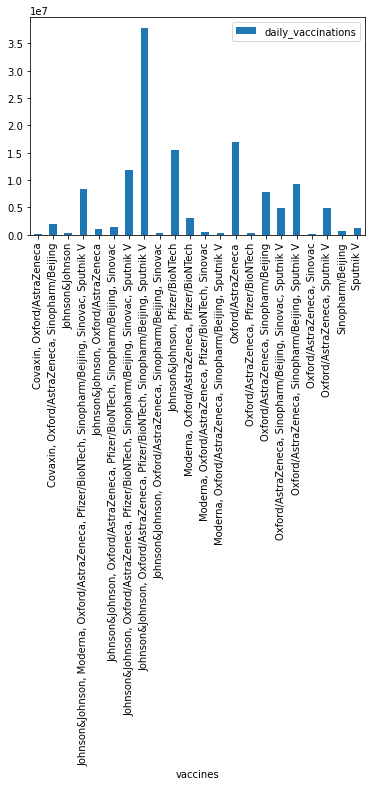 1e7
daily_vaccinations
3.5
3.0
2.5
2.0
1.5
1.0
0.5
0.0
Covaxin, Oxford/AstraZeneca
Covaxin, Oxford/AstraZeneca, Sinopharm/Beijing
Johnson&Johnson
Johnson&Johnson, Moderna, Oxford/AstraZeneca, Pfizer/BioNTech, Sinopharm/Beijing, Sinovac, Sputnik V
Johnson&Johnson, Oxford/AstraZeneca
Johnson&Johnson, Oxford/AstraZeneca, Pfizer/BioNTech, Sinopharm/Beijing, Sinovac
Johnson&Johnson, Oxford/AstraZeneca, Pfizer/BioNTech, Sinopharm/Beijing, Sinovac, Sputnik V
Johnson&Johnson, Oxford/AstraZeneca, Pfizer/BioNTech, Sinopharm/Beijing, Sputnik V
Johnson&Johnson, Oxford/AstraZeneca, Sinopharm/Beijing, Sinovac
Johnson&Johnson, Pfizer/BioNTech
Moderna, Oxford/AstraZeneca, Pfizer/BioNTech
Moderna, Oxford/AstraZeneca, Pfizer/BioNTech, Sinovac
Moderna, Oxford/AstraZeneca, Sinopharm/Beijing, Sputnik V
Oxford/AstraZeneca
Oxford/AstraZeneca, Pfizer/BioNTech
Oxford/AstraZeneca, Sinopharm/Beijing
Oxford/AstraZeneca, Sinopharm/Beijing, Sinovac, Sputnik V
Oxford/AstraZeneca, Sinopharm/Beijing, Sputnik V
Oxford/AstraZeneca, Sinovac
Oxford/AstraZeneca, Sputnik V
Sinopharm/Beijing
Sputnik V
vaccines